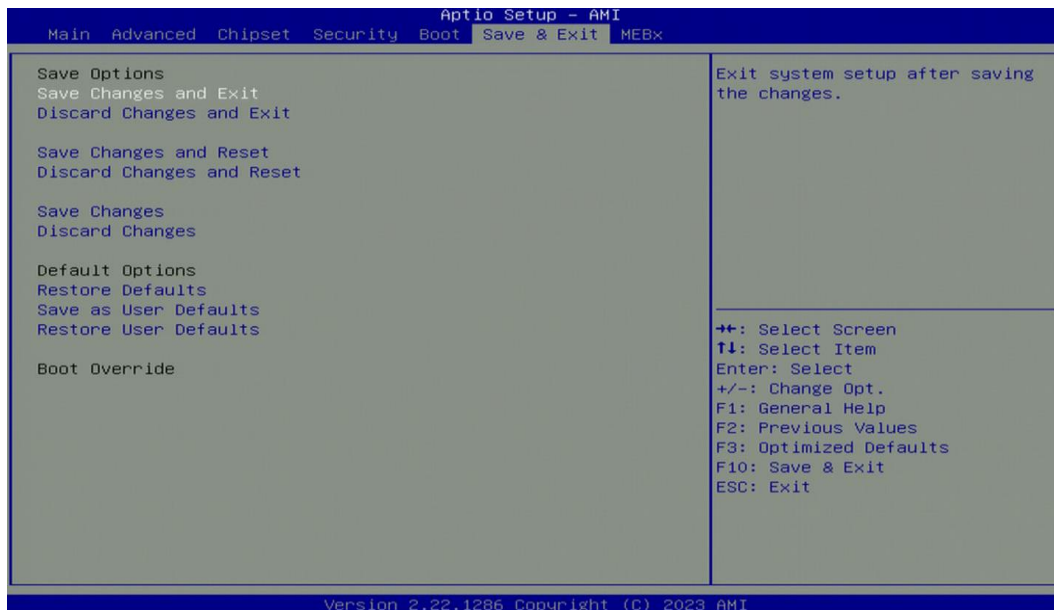 Aptio Setup – AMI
Main Advanced Chipset Security Boot Save & Exit MEBx
Save Options
Save Changes and Exit
Discard Changes and Exit
Save Changes and Reset
Discard Changes and Reset
Save Changes
Discard Changes
Default Options
Restore Defaults
Save as User Defaults
Restore User Defaults
Boot Override
Exit system setup after saving
the changes.
→←: Select Screen
↑↓: Select Item
Enter: Select
+/-: Change Opt.
F1: General Help
F2: Previous Values
F3: Optimized Defaults
F10: Save & Exit
ESC: Exit
Version 2.22.1286 Copyright (C) 2023 AMI